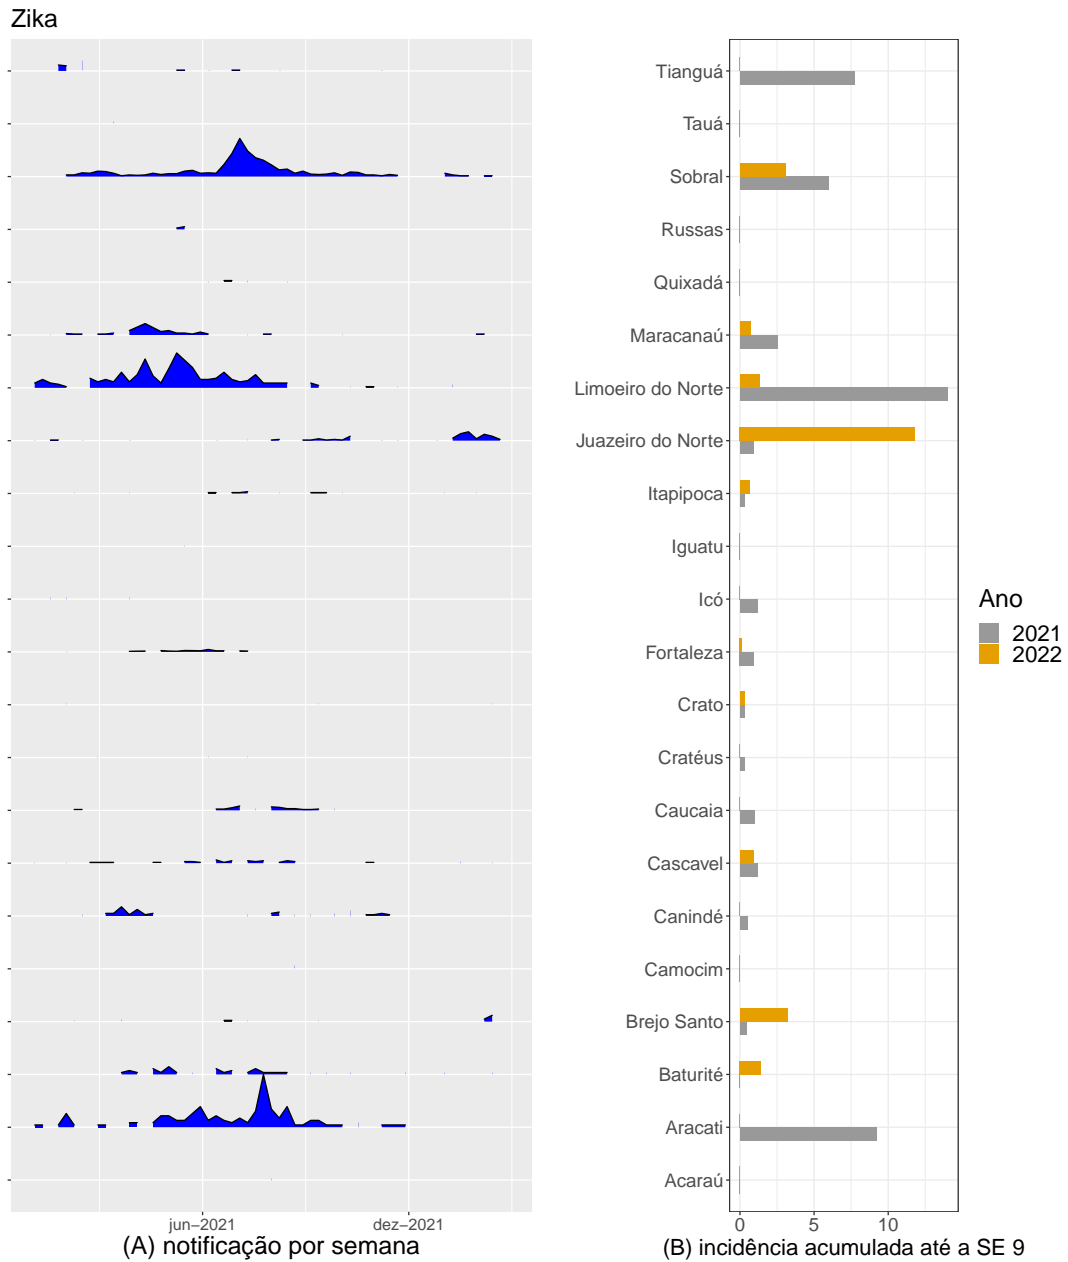 Zika
Tianguá
Tauá
Sobral
Russas
Quixadá
Maracanaú
Limoeiro do Norte
Juazeiro do Norte
Itapipoca
Iguatu
Icó
Fortaleza
Crato
Cratéus
Caucaia
Cascavel
Canindé
Camocim
Brejo Santo
Baturité
Aracati
Acaraú
jun–2021 dez–2021
(A) notificação por semana
0 5 10
(B) incidência acumulada até a SE 9
Ano
2021
2022